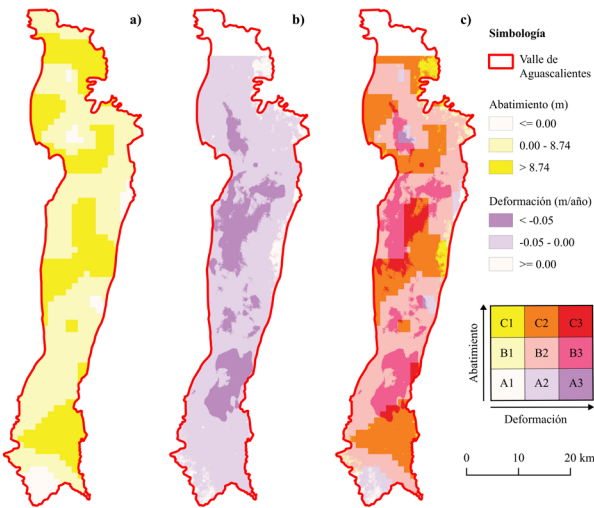 a)
b)
c)
Simbología
Valle de
Aguascalientes
Abatimiento (m)
<= 0.00
0.00 - 8.74
> 8.74
Deformación (m/año)
< -0.05
-0.05 - 0.00
>= 0.00
Abatimiento
C1 C2 C3
B1 B2 B3
A1 A2 A3
Deformación
0 10 20 km